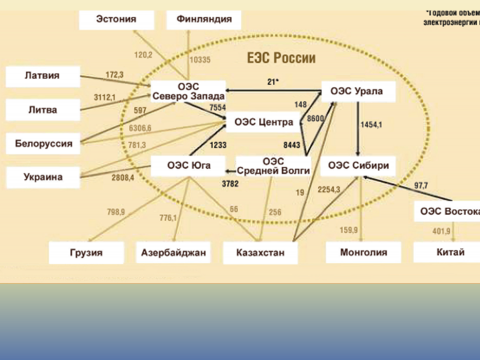 Эстония
Финляндия
*Годовой объем
электроэнергии
120,2
10335
ЕЭС России
Латвия
172,3
Литва
3112,1
Белоруссия
Украина
ОЭС
Северо Запада
21*
ОЭС Урала
597
7554
148
6306,6
ОЭС Центра
8600
1454,1
781,3
1233
8443
2808,4
ОЭС Юга
3782
ОЭС
Средней Волги
ОЭС Сибири
19
2254,3
97,7
798,9
776,1
66
256
ОЭС Востока
159,9
401,9
Грузия
Азербайджан
Казахстан
Монголия
Китай